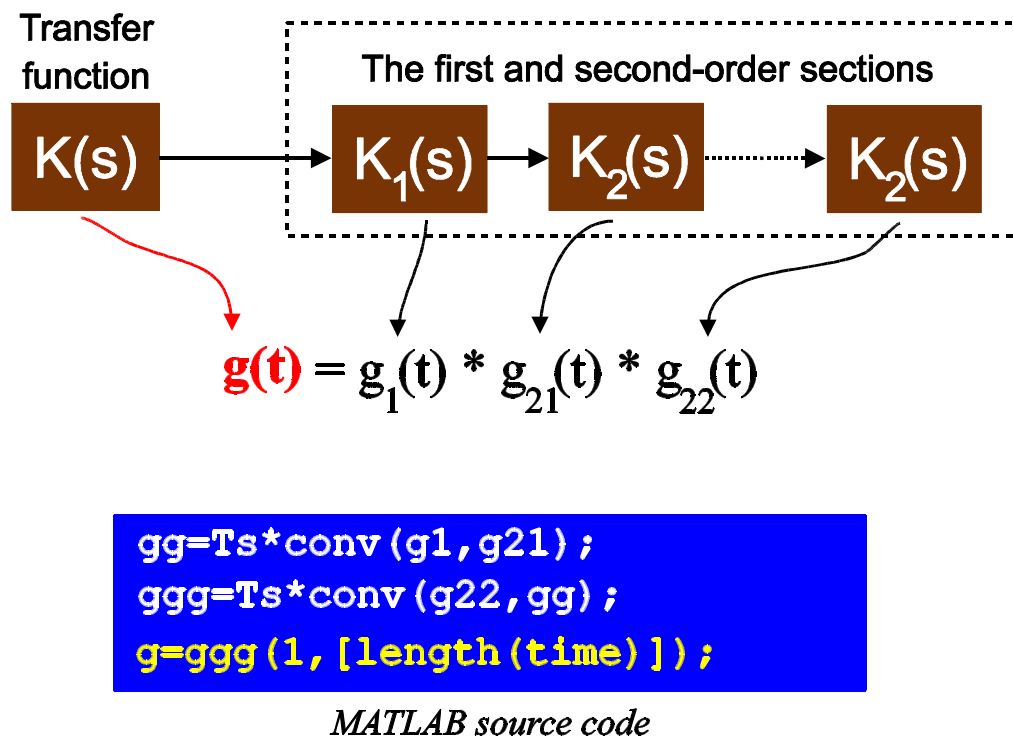 Transfer
function
The first and second-order sections
K(s)
K₁(s)
K₂(s)
K₂(s)
g(t) = g₁(t) * g₂₁(t) * g₂₂(t)
gg=Ts*conv(g1,g21);
ggg=Ts*conv(g22,gg);
g=ggg(1,[length(time)]);
MATLAB source code